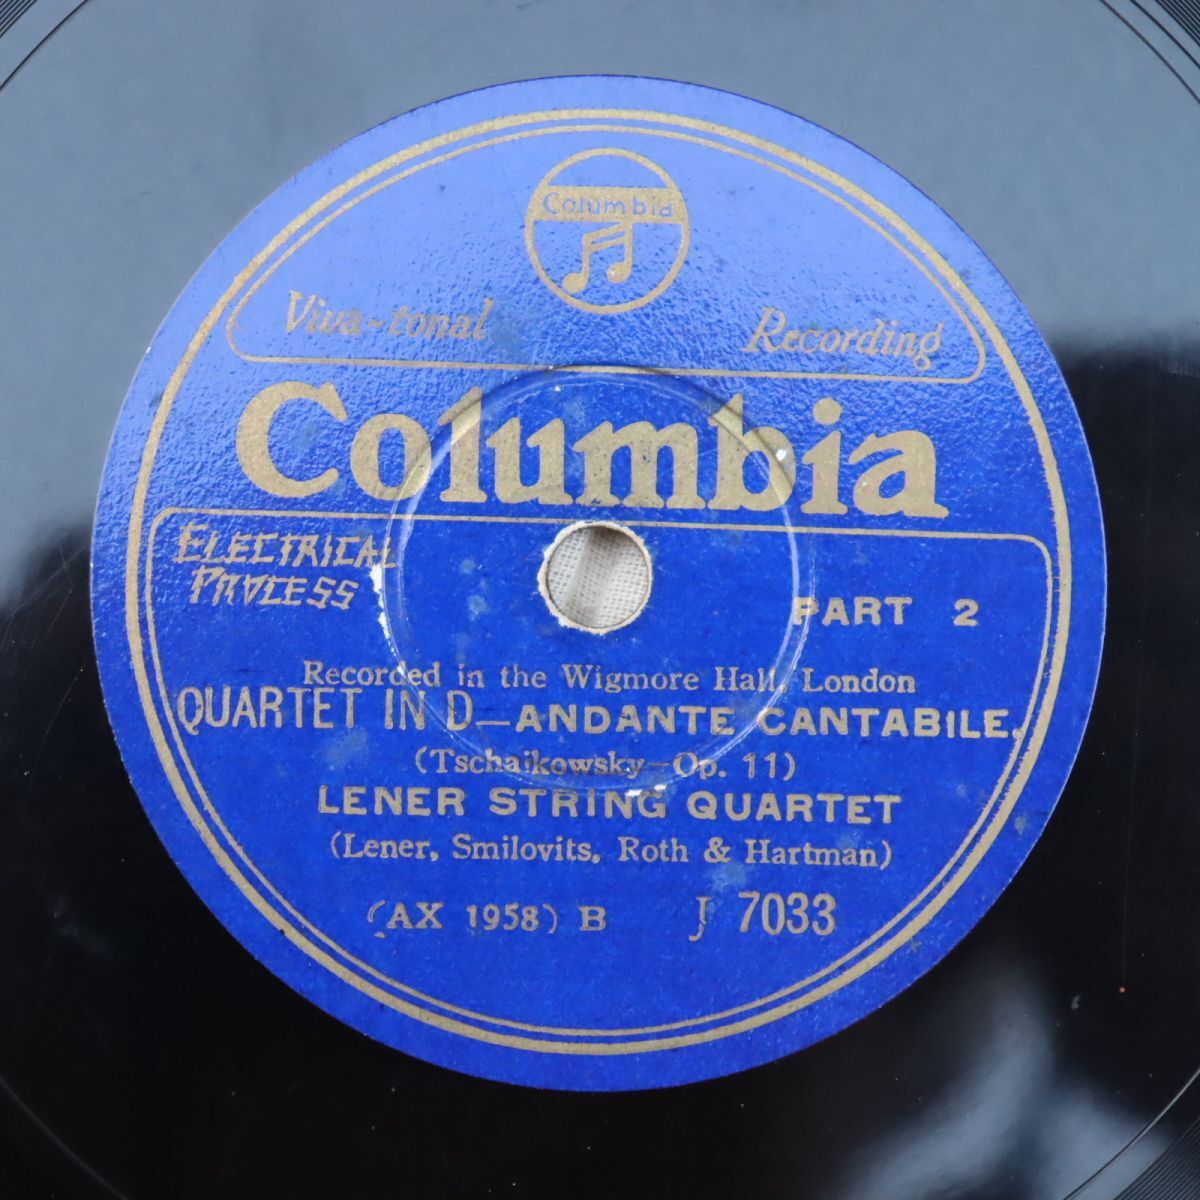 Columbia
Viva-tonal Recording
Columbia
ELECTRICAL
PROCESS
PART 2
Recorded in the Wigmore Hall, London
QUARTET IN D—ANDANTE CANTABILE.
(Tschaikowsky—Op. 11)
LENER STRING QUARTET
(Lener, Smilovits, Roth & Hartman)
(AX 1958) B J 7033